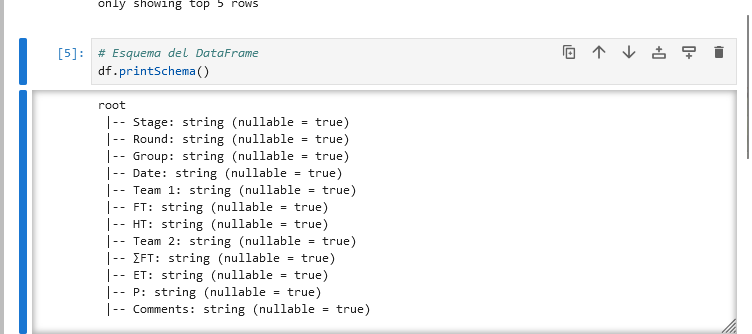 only showing top 5 rows
[5]: # Esquema del DataFrame
df.printSchema()
root
|-- Stage: string (nullable = true)
|-- Round: string (nullable = true)
|-- Group: string (nullable = true)
|-- Date: string (nullable = true)
|-- Team 1: string (nullable = true)
|-- FT: string (nullable = true)
|-- HT: string (nullable = true)
|-- Team 2: string (nullable = true)
|-- ∑FT: string (nullable = true)
|-- ET: string (nullable = true)
|-- P: string (nullable = true)
|-- Comments: string (nullable = true)